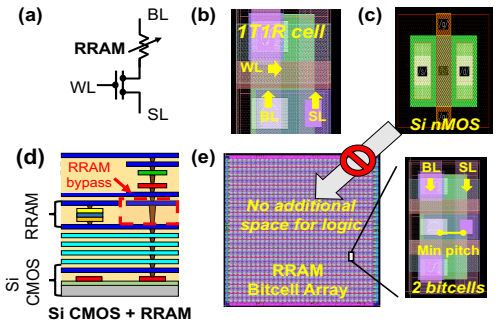 (a)
BL
RRAM
WL
SL
(b)
1T1R cell
WL
BL
SL
(c)
Si nMOS
(d)
RRAM
bypass
RRAM
Si
CMOS
Si CMOS + RRAM
(e)
No additional
space for logic
RRAM
Bitcell Array
BL
SL
Min pitch
2 bitcells